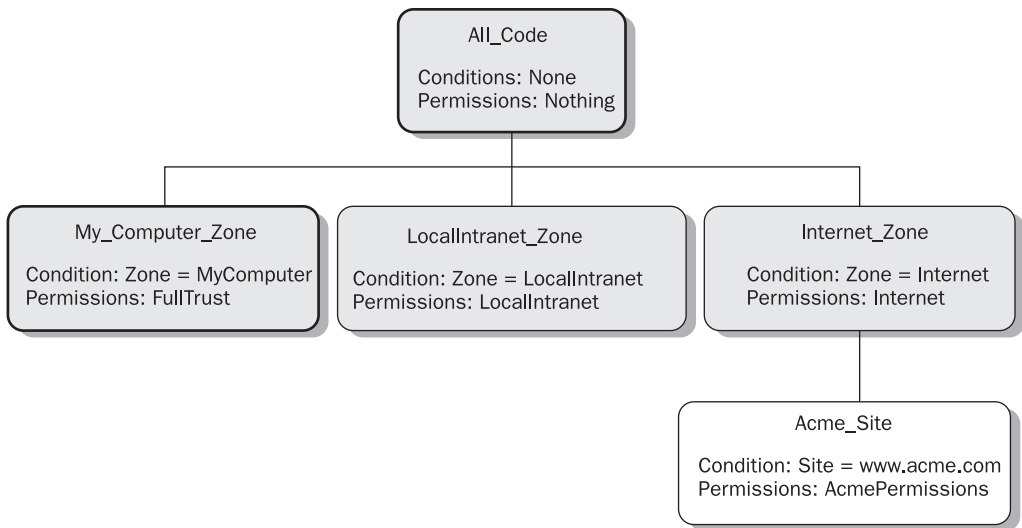 All_Code
Conditions: None
Permissions: Nothing
My_Computer_Zone
Condition: Zone = MyComputer
Permissions: FullTrust
LocalIntranet_Zone
Condition: Zone = LocalIntranet
Permissions: LocalIntranet
Internet_Zone
Condition: Zone = Internet
Permissions: Internet
Acme_Site
Condition: Site = www.acme.com
Permissions: AcmePermissions